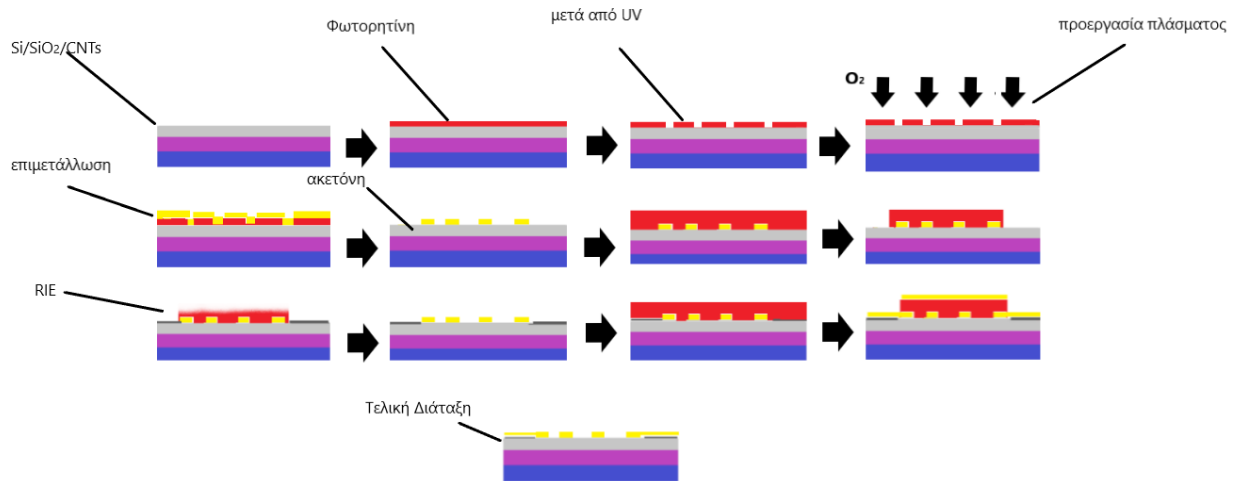 Si/SiO₂/CNTs
Φωτορητίνη
μετά από UV
προεργασία πλάσματος
O₂
επιμετάλλωση
ακετόνη
RIE
Τελική Διάταξη